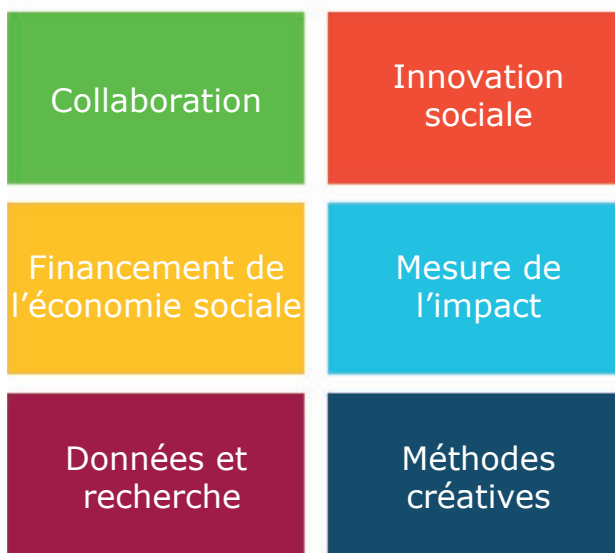 Collaboration
Innovation
sociale
Financement de
l’économie sociale
Mesure de
l’impact
Données et
recherche
Méthodes
créatives